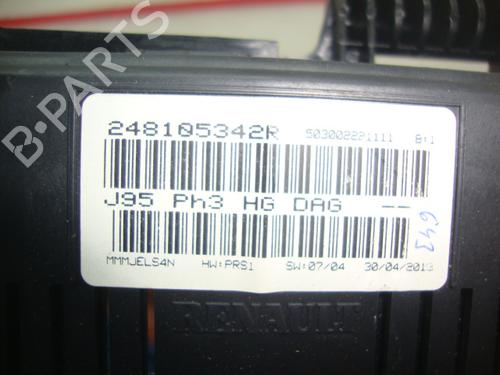 248105342R 503002221111 B:1
J95 Ph3 HG DAG --
643
MMMJELS4N HW:PRS1 SW:07/04 30/04/2013
RENAULT
B-PARTS